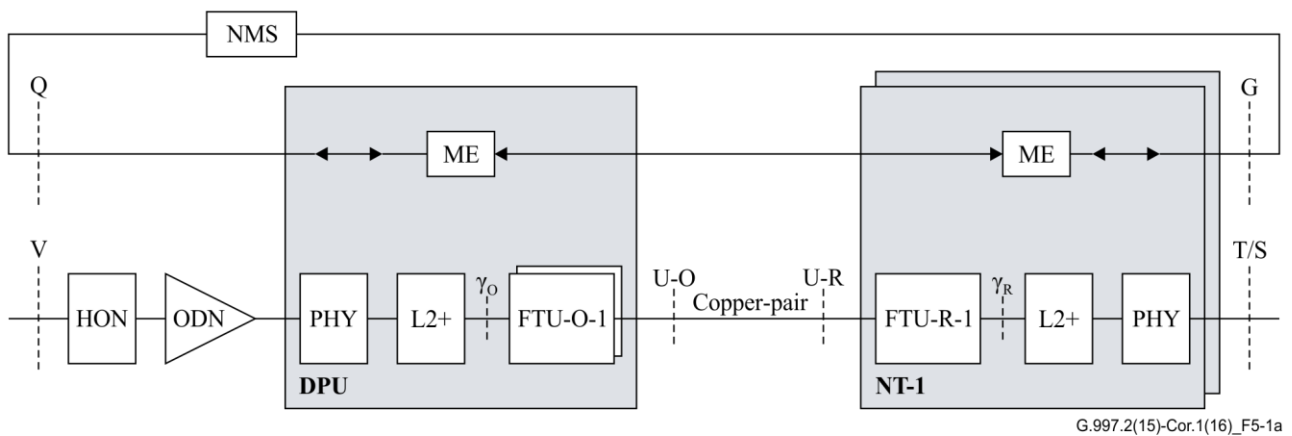 NMS
Q
G
ME
ME
V
T/S
U-O
U-R
γO
γR
Copper-pair
HON
ODN
PHY
L2+
FTU-O-1
FTU-R-1
L2+
PHY
DPU
NT-1
G.997.2(15)-Cor.1(16)_F5-1a